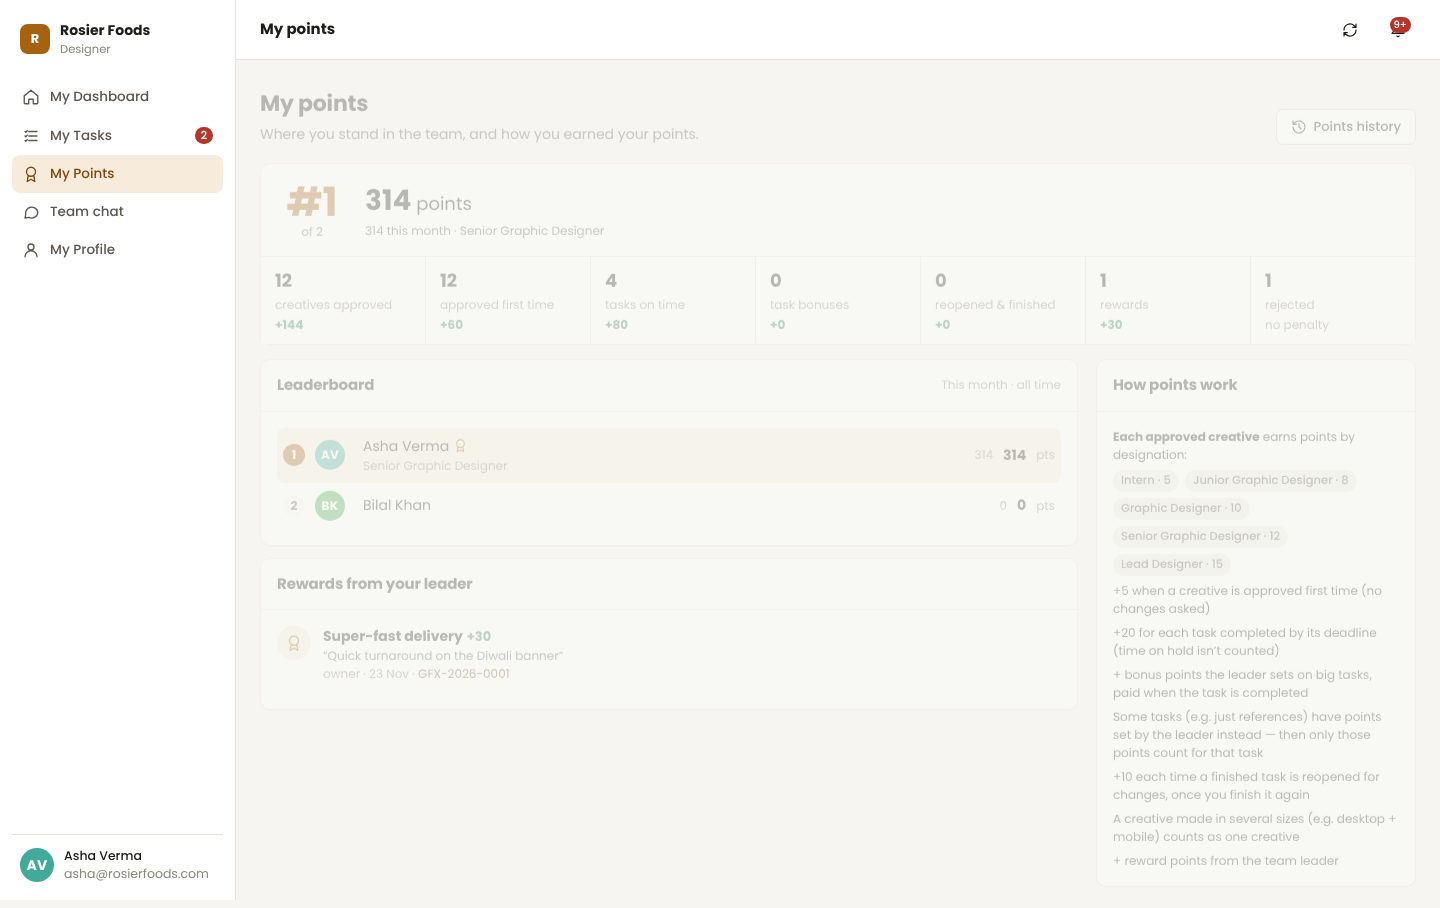 R
Rosier Foods
Designer
My Dashboard
My Tasks 2
My Points
Team chat
My Profile
AV
Asha Verma
asha@rosierfoods.com
My points
9+
My points
Where you stand in the team, and how you earned your points.
Points history
#1
of 2
314 points
314 this month · Senior Graphic Designer
12
creatives approved
+144
12
approved first time
+60
4
tasks on time
+80
0
task bonuses
+0
0
reopened & finished
+0
1
rewards
+30
1
rejected
no penalty
Leaderboard
This month · all time
1 AV Asha Verma 314 314 pts
Senior Graphic Designer
2 BK Bilal Khan 0 0 pts
Rewards from your leader
Super-fast delivery +30
“Quick turnaround on the Diwali banner”
owner · 23 Nov · GFX-2026-0001
How points work
Each approved creative earns points by
designation:
Intern · 5 Junior Graphic Designer · 8
Graphic Designer · 10
Senior Graphic Designer · 12
Lead Designer · 15
+5 when a creative is approved first time (no
changes asked)
+20 for each task completed by its deadline
(time on hold isn’t counted)
+ bonus points the leader sets on big tasks,
paid when the task is completed
Some tasks (e.g. just references) have points
set by the leader instead — then only those
points count for that task
+10 each time a finished task is reopened for
changes, once you finish it again
A creative made in several sizes (e.g. desktop +
mobile) counts as one creative
+ reward points from the team leader